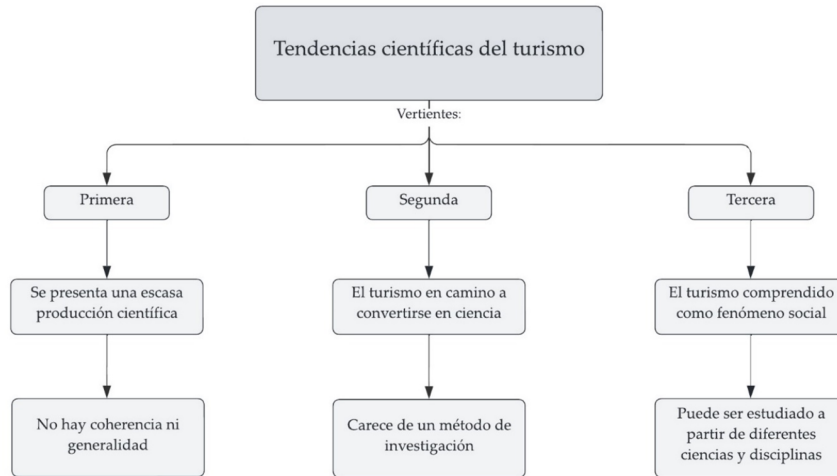 Tendencias científicas del turismo
Vertientes:
Primera
Segunda
Tercera
Se presenta una escasa
producción científica
El turismo en camino a
convertirse en ciencia
El turismo comprendido
como fenómeno social
No hay coherencia ni
generalidad
Carece de un método de
investigación
Puede ser estudiado a
partir de diferentes
ciencias y disciplinas